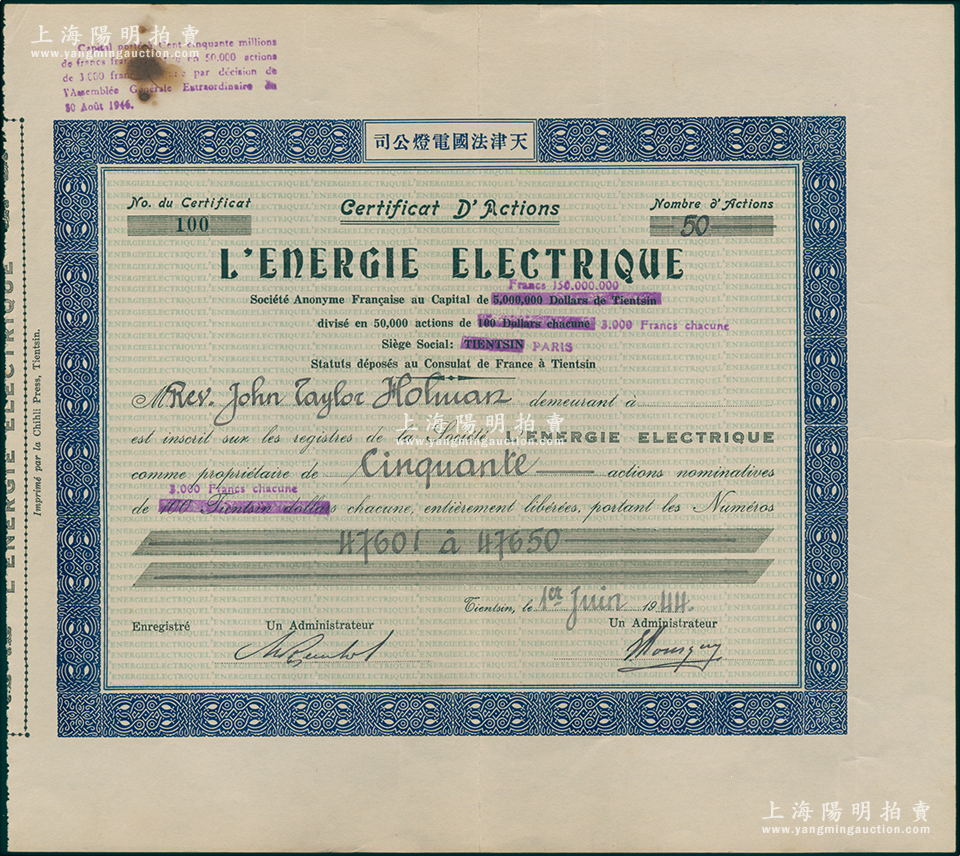 上海陽明拍賣
www.yangmingauction.com
Capital Cent cinquante millions
de francs 50.000 actions
de 3.000 par décision de
l'Assemblée Générale Extraordinaire du
30 Août 1946.
司公燈電國法津天
No. du Certificat
100
Certificat D'Actions
Nombre d'Actions
50
L'ENERGIE ELECTRIQUE
Francs 150.000.000
Société Anonyme Française au Capital de 5,000,000 Dollars de Tientsin
divisé en 50,000 actions de 100 Dollars chacune 3.000 Francs chacune
Siège Social: TIENTSIN PARIS
Statuts déposés au Consulat de France à Tientsin
M Rev. John Taylor Holman demeurant à
上海陽明拍賣
www.yangmingauction.com
est inscrit sur les registres de la Société L'ENERGIE ELECTRIQUE
comme propriétaire de Cinquante actions nominatives
3.000 Francs chacune
de 100 Tientsin dollars chacune, entièrement libérées, portant les Numéros
47601 à 47650
Tientsin, le 1er Juin 1944.
Enregistré
Un Administrateur
Un Administrateur
Imprimé par la Chihli Press, Tientsin.
L'ENERGIE ELECTRIQUE
上海陽明拍賣
www.yangmingauction.com